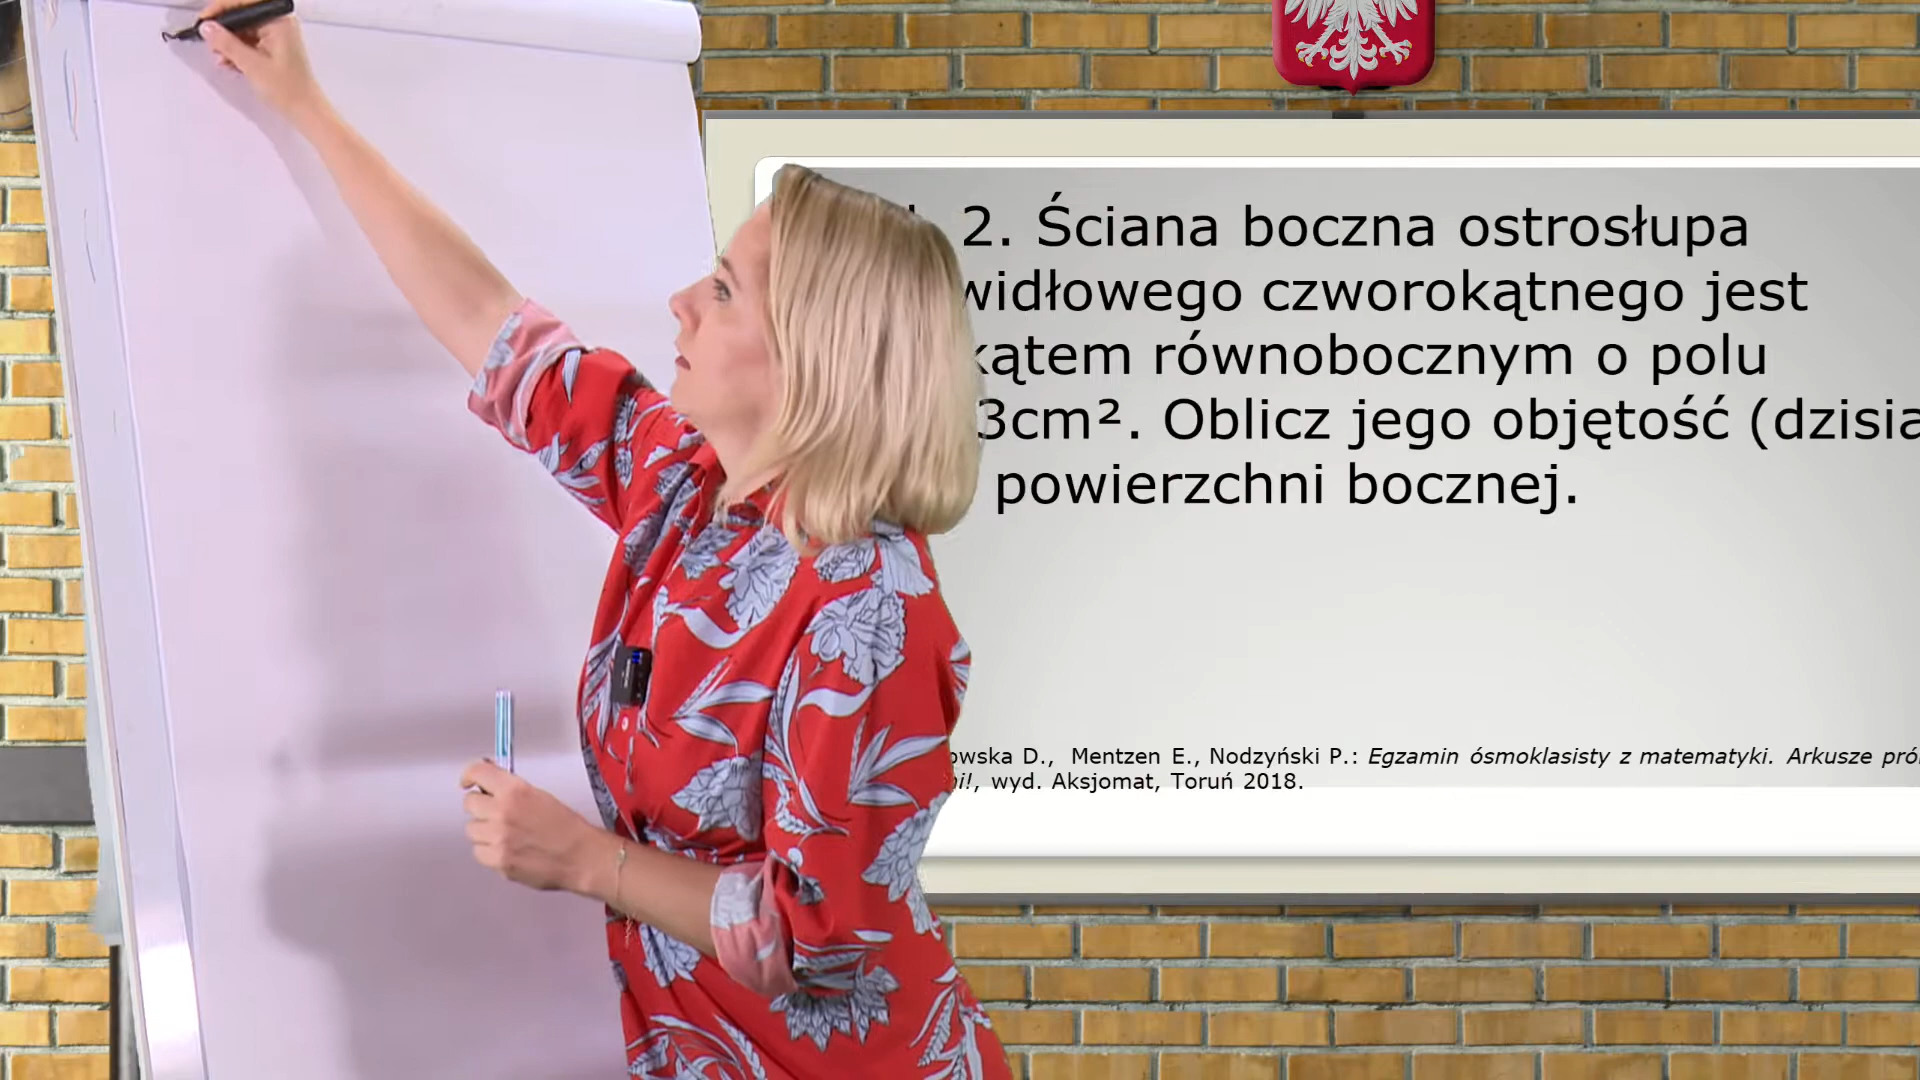 2. Ściana boczna ostrosłupa
widłowego czworokątnego jest
kątem równobocznym o polu
3cm². Oblicz jego objętość (dzisia
powierzchni bocznej.
owska D., Mentzen E., Nodzyński P.: Egzamin ósmoklasisty z matematyki. Arkusze pró
ni!, wyd. Aksjomat, Toruń 2018.